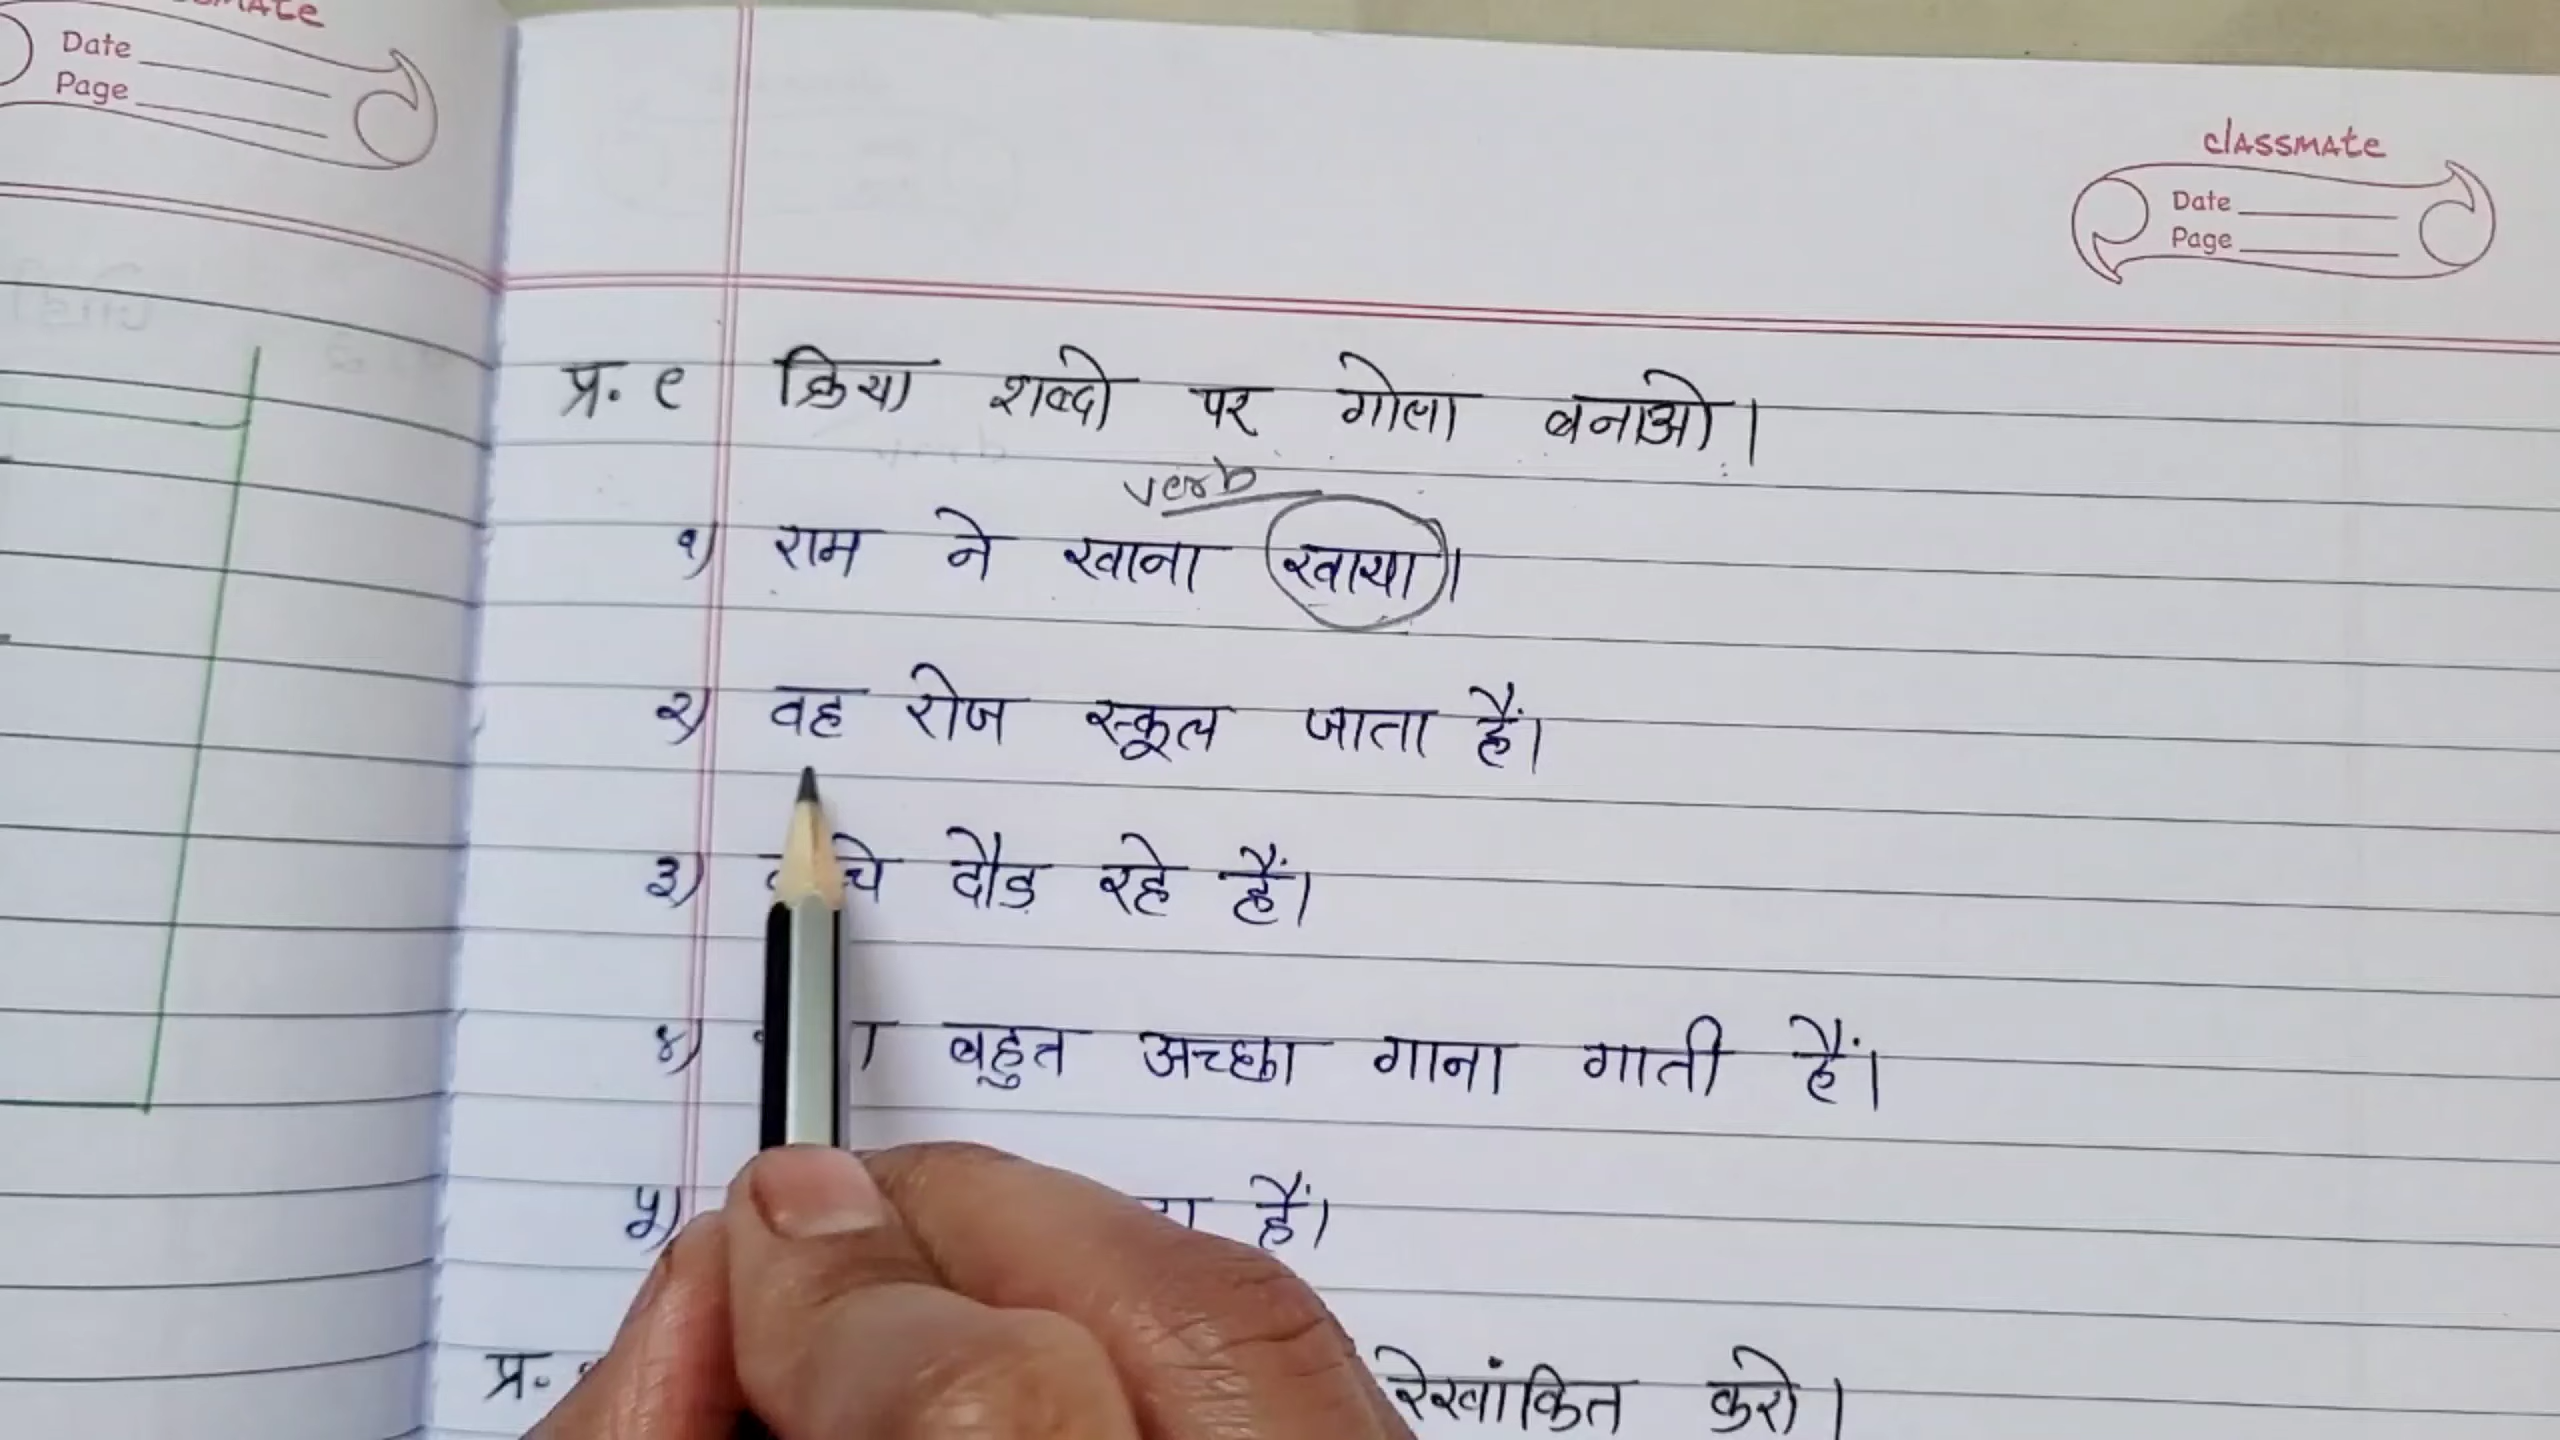 classmate
Date
Page
Date
Page
प्र. ९ क्रिया शब्दो पर गोला बनाओ।
verb
१) राम ने खाना खाया।
२) वह रोज स्कूल जाता हैं।
३) दौड़ रहे हैं।
४) बहुत अच्छा गाना गाती हैं।
५) हैं।
प्र. रेखांकित करो।